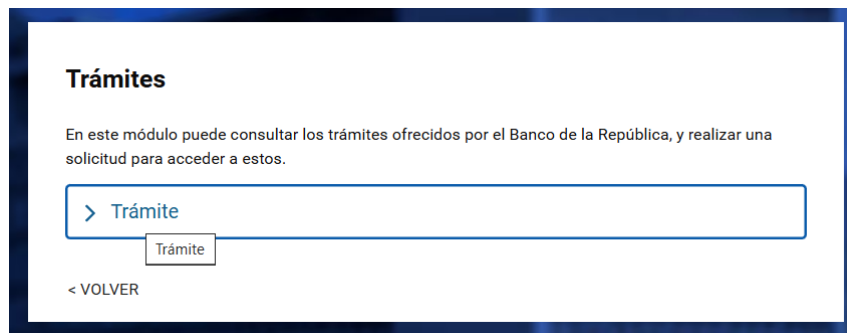 Trámites
En este módulo puede consultar los trámites ofrecidos por el Banco de la República, y realizar una
solicitud para acceder a estos.
> Trámite
Trámite
< VOLVER